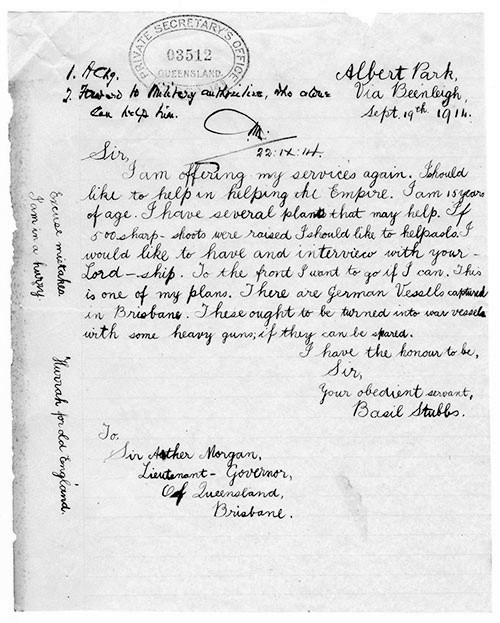 PRIVATE SECRETARY'S OFFICE
03512
QUEENSLAND
1. Ackg.
2. Forward to Military authorities, who alone
can help him.
A.M.
22.IX.14.
Albert Park,
Via Beenleigh,
Sept. 19th. 1914.
Sir,
I am offering my services again. I should
like to help in helping the Empire. I am 15 years
of age. I have several plans that may help. If
500 sharp-shoots were raised I should like to help also. I
would like to have and interview with your-
Lord-ship. To the front I want to go if I can. This
is one of my plans. There are German Vessels captured
in Brisbane. These ought to be turned into war vessels
with some heavy guns; if they can be spared.
I have the honour to be,
Sir,
Your obedient servant,
Basil Stubbs.
To,
Sir Arther Morgan,
Lieutenant-Governor,
Of Queensland,
Brisbane.
Excuse mistakes
I am in a hurry
Hurrah for old England.